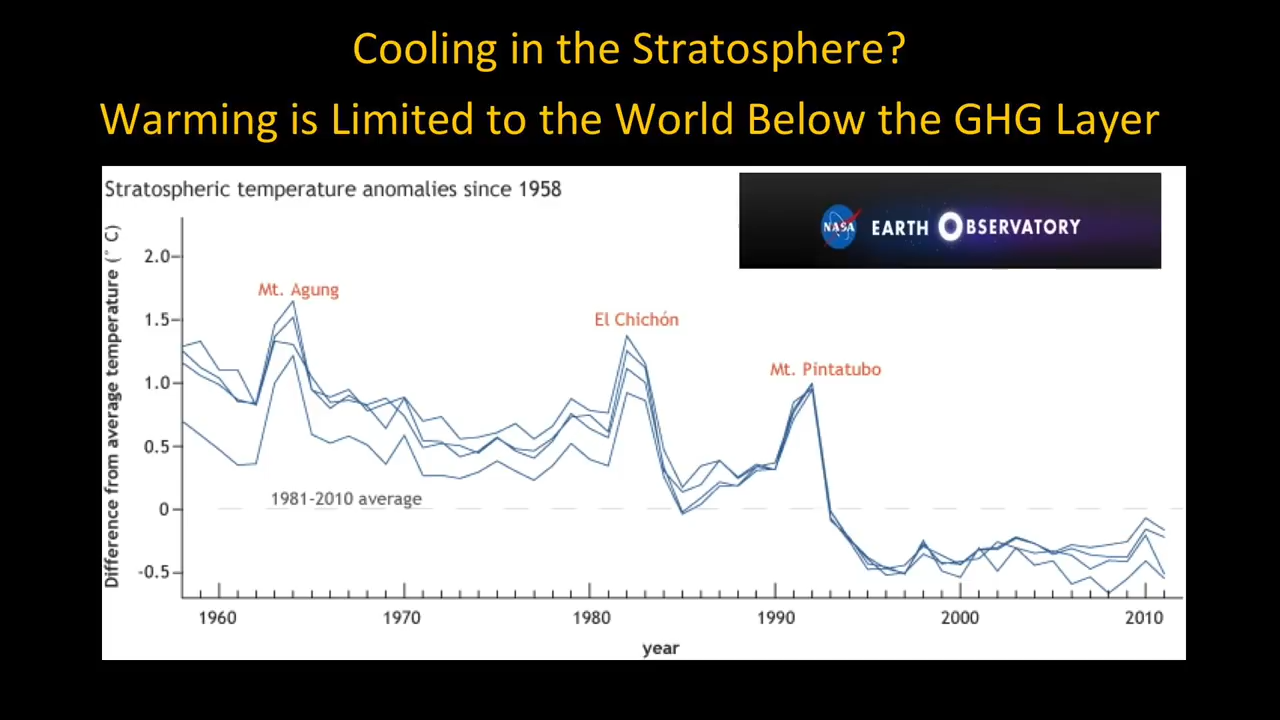 Cooling in the Stratosphere?
Warming is Limited to the World Below the GHG Layer
Stratospheric temperature anomalies since 1958
NASA EARTH OBSERVATORY
Difference from average temperature (˚ C)
2.0
1.5
1.0
0.5
0
-0.5
Mt. Agung
El Chichón
Mt. Pintatubo
1981-2010 average
1960 1970 1980 1990 2000 2010
year